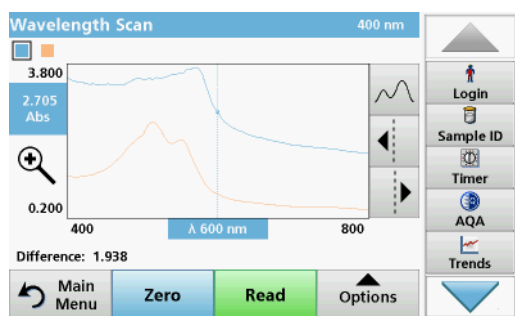 Wavelength Scan 400 nm
3.800
2.705
Abs
0.200
400 λ 600 nm 800
Difference: 1.938
Main
Menu
Zero
Read
Options
Login
Sample ID
Timer
AQA
Trends